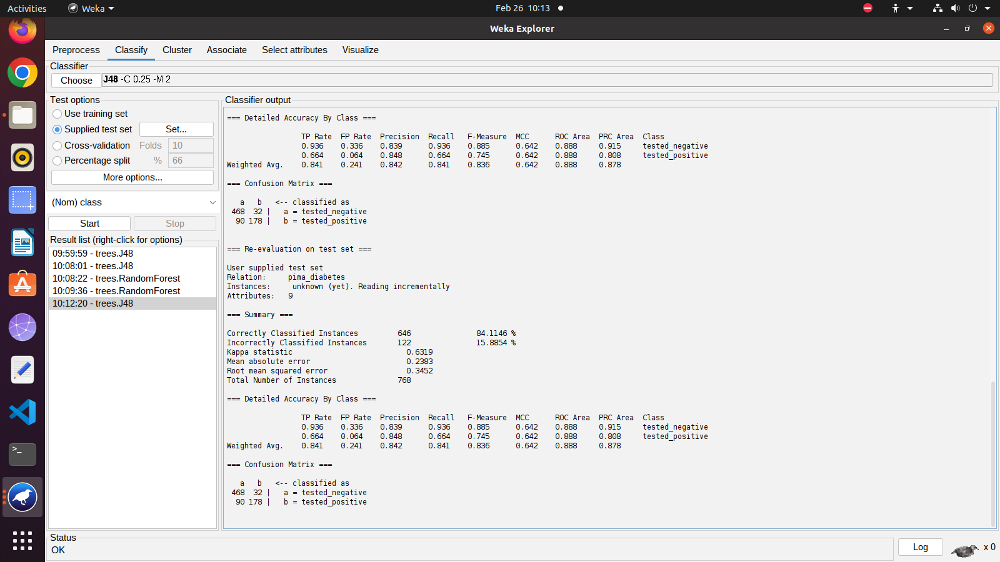 Activities Weka Feb 26 10:13
Weka Explorer
Preprocess Classify Cluster Associate Select attributes Visualize
Classifier
Choose J48 -C 0.25 -M 2
Test options
Use training set
Supplied test set Set...
Cross-validation Folds 10
Percentage split % 66
More options...
(Nom) class
Start Stop
Result list (right-click for options)
09:59:59 - trees.J48
10:08:01 - trees.J48
10:08:22 - trees.RandomForest
10:09:36 - trees.RandomForest
10:12:20 - trees.J48
Classifier output
=== Detailed Accuracy By Class ===
TP Rate FP Rate Precision Recall F-Measure MCC ROC Area PRC Area Class
0.936 0.336 0.839 0.936 0.885 0.642 0.888 0.915 tested_negative
0.664 0.064 0.848 0.664 0.745 0.642 0.888 0.808 tested_positive
Weighted Avg. 0.841 0.241 0.842 0.841 0.836 0.642 0.888 0.878
=== Confusion Matrix ===
a b <-- classified as
468 32 | a = tested_negative
90 178 | b = tested_positive
=== Re-evaluation on test set ===
User supplied test set
Relation: pima_diabetes
Instances: unknown (yet). Reading incrementally
Attributes: 9
=== Summary ===
Correctly Classified Instances 646 84.1146 %
Incorrectly Classified Instances 122 15.8854 %
Kappa statistic 0.6319
Mean absolute error 0.2383
Root mean squared error 0.3452
Total Number of Instances 768
=== Detailed Accuracy By Class ===
TP Rate FP Rate Precision Recall F-Measure MCC ROC Area PRC Area Class
0.936 0.336 0.839 0.936 0.885 0.642 0.888 0.915 tested_negative
0.664 0.064 0.848 0.664 0.745 0.642 0.888 0.808 tested_positive
Weighted Avg. 0.841 0.241 0.842 0.841 0.836 0.642 0.888 0.878
=== Confusion Matrix ===
a b <-- classified as
468 32 | a = tested_negative
90 178 | b = tested_positive
Status
OK
Log x 0